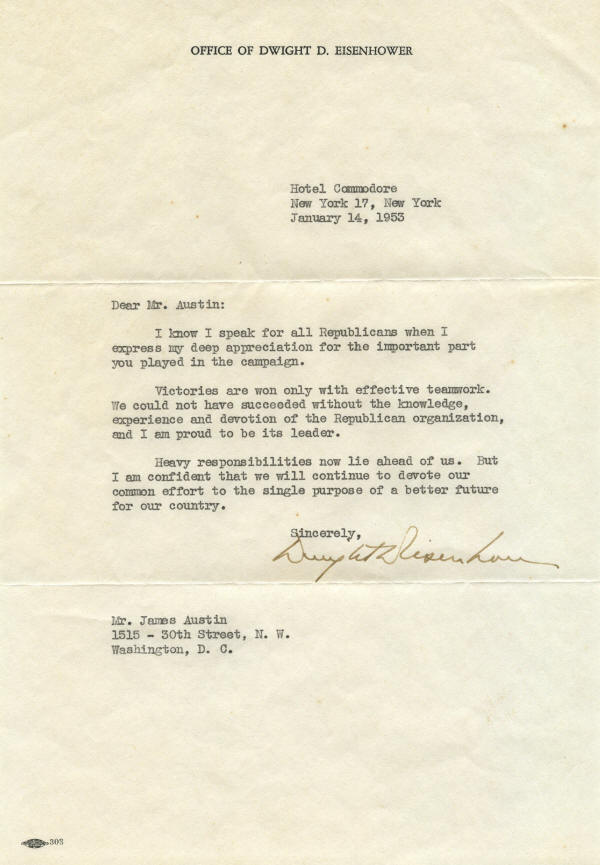 OFFICE OF DWIGHT D. EISENHOWER
Hotel Commodore
New York 17, New York
January 14, 1953
Dear Mr. Austin:
I know I speak for all Republicans when I
express my deep appreciation for the important part
you played in the campaign.
Victories are won only with effective teamwork.
We could not have succeeded without the knowledge,
experience and devotion of the Republican organization,
and I am proud to be its leader.
Heavy responsibilities now lie ahead of us. But
I am confident that we will continue to devote our
common effort to the single purpose of a better future
for our country.
Sincerely,
Dwight D Eisenhower
Mr. James Austin
1515 - 30th Street, N. W.
Washington, D. C.
303